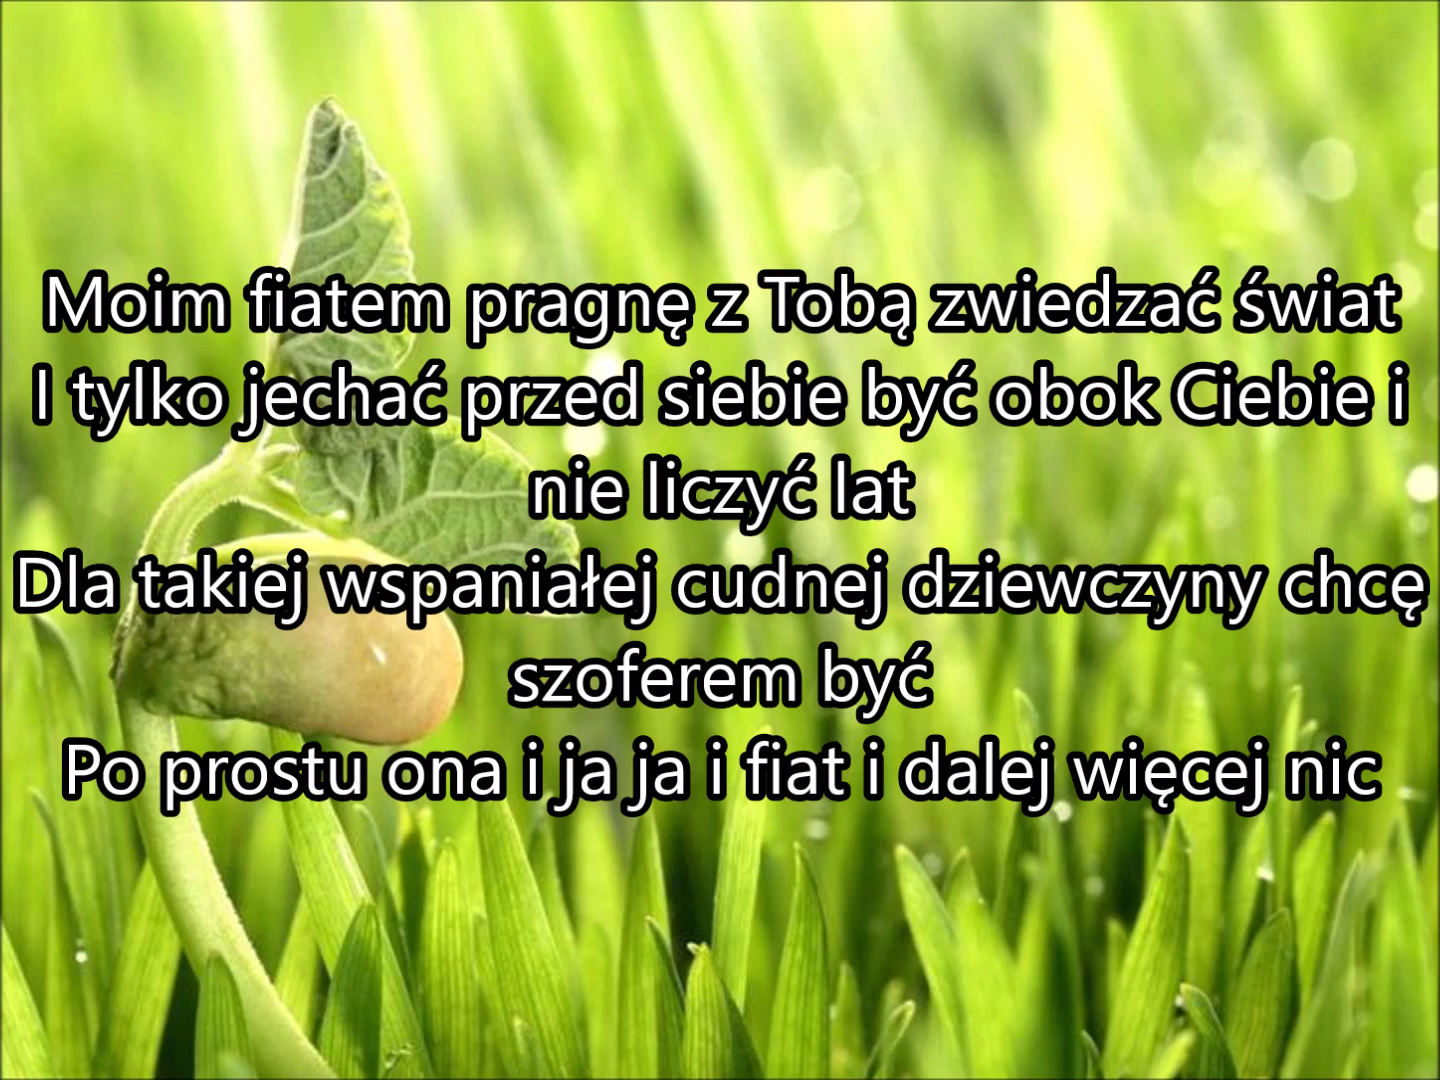 Moim fiatem pragnę z Tobą zwiedzać świat
I tylko jechać przed siebie być obok Ciebie i
nie liczyć lat
Dla takiej wspaniałej cudnej dziewczyny chcę
szoferem być
Po prostu ona i ja ja i fiat i dalej więcej nic